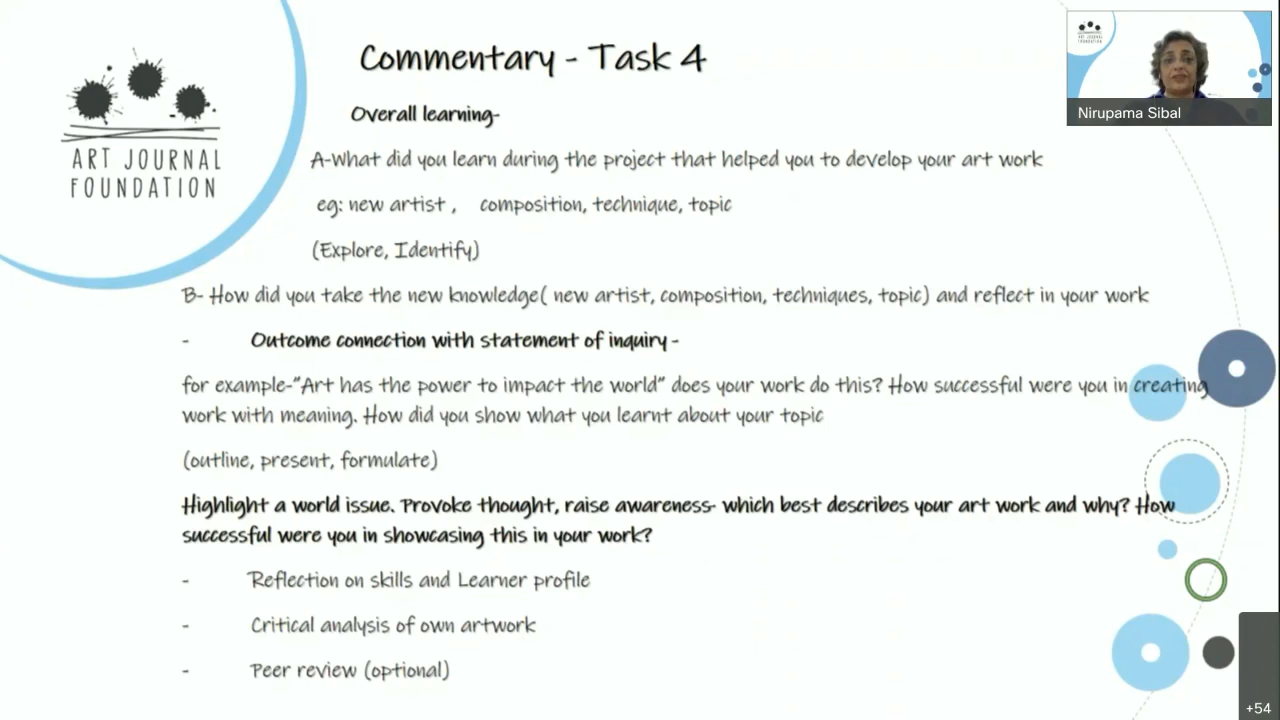 Commentary - Task 4
Overall learning-
ART JOURNAL
FOUNDATION
A-What did you learn during the project that helped you to develop your art work
eg: new artist , composition, technique, topic
(Explore, Identify)
B- How did you take the new knowledge( new artist, composition, techniques, topic) and reflect in your work
- Outcome connection with statement of inquiry -
for example-"Art has the power to impact the world" does your work do this? How successful were you in creating
work with meaning. How did you show what you learnt about your topic
(outline, present, formulate)
Highlight a world issue. Provoke thought, raise awareness- which best describes your art work and why? How
successful were you in showcasing this in your work?
- Reflection on skills and Learner profile
- Critical analysis of own artwork
- Peer review (optional)
Nirupama Sibal
+54